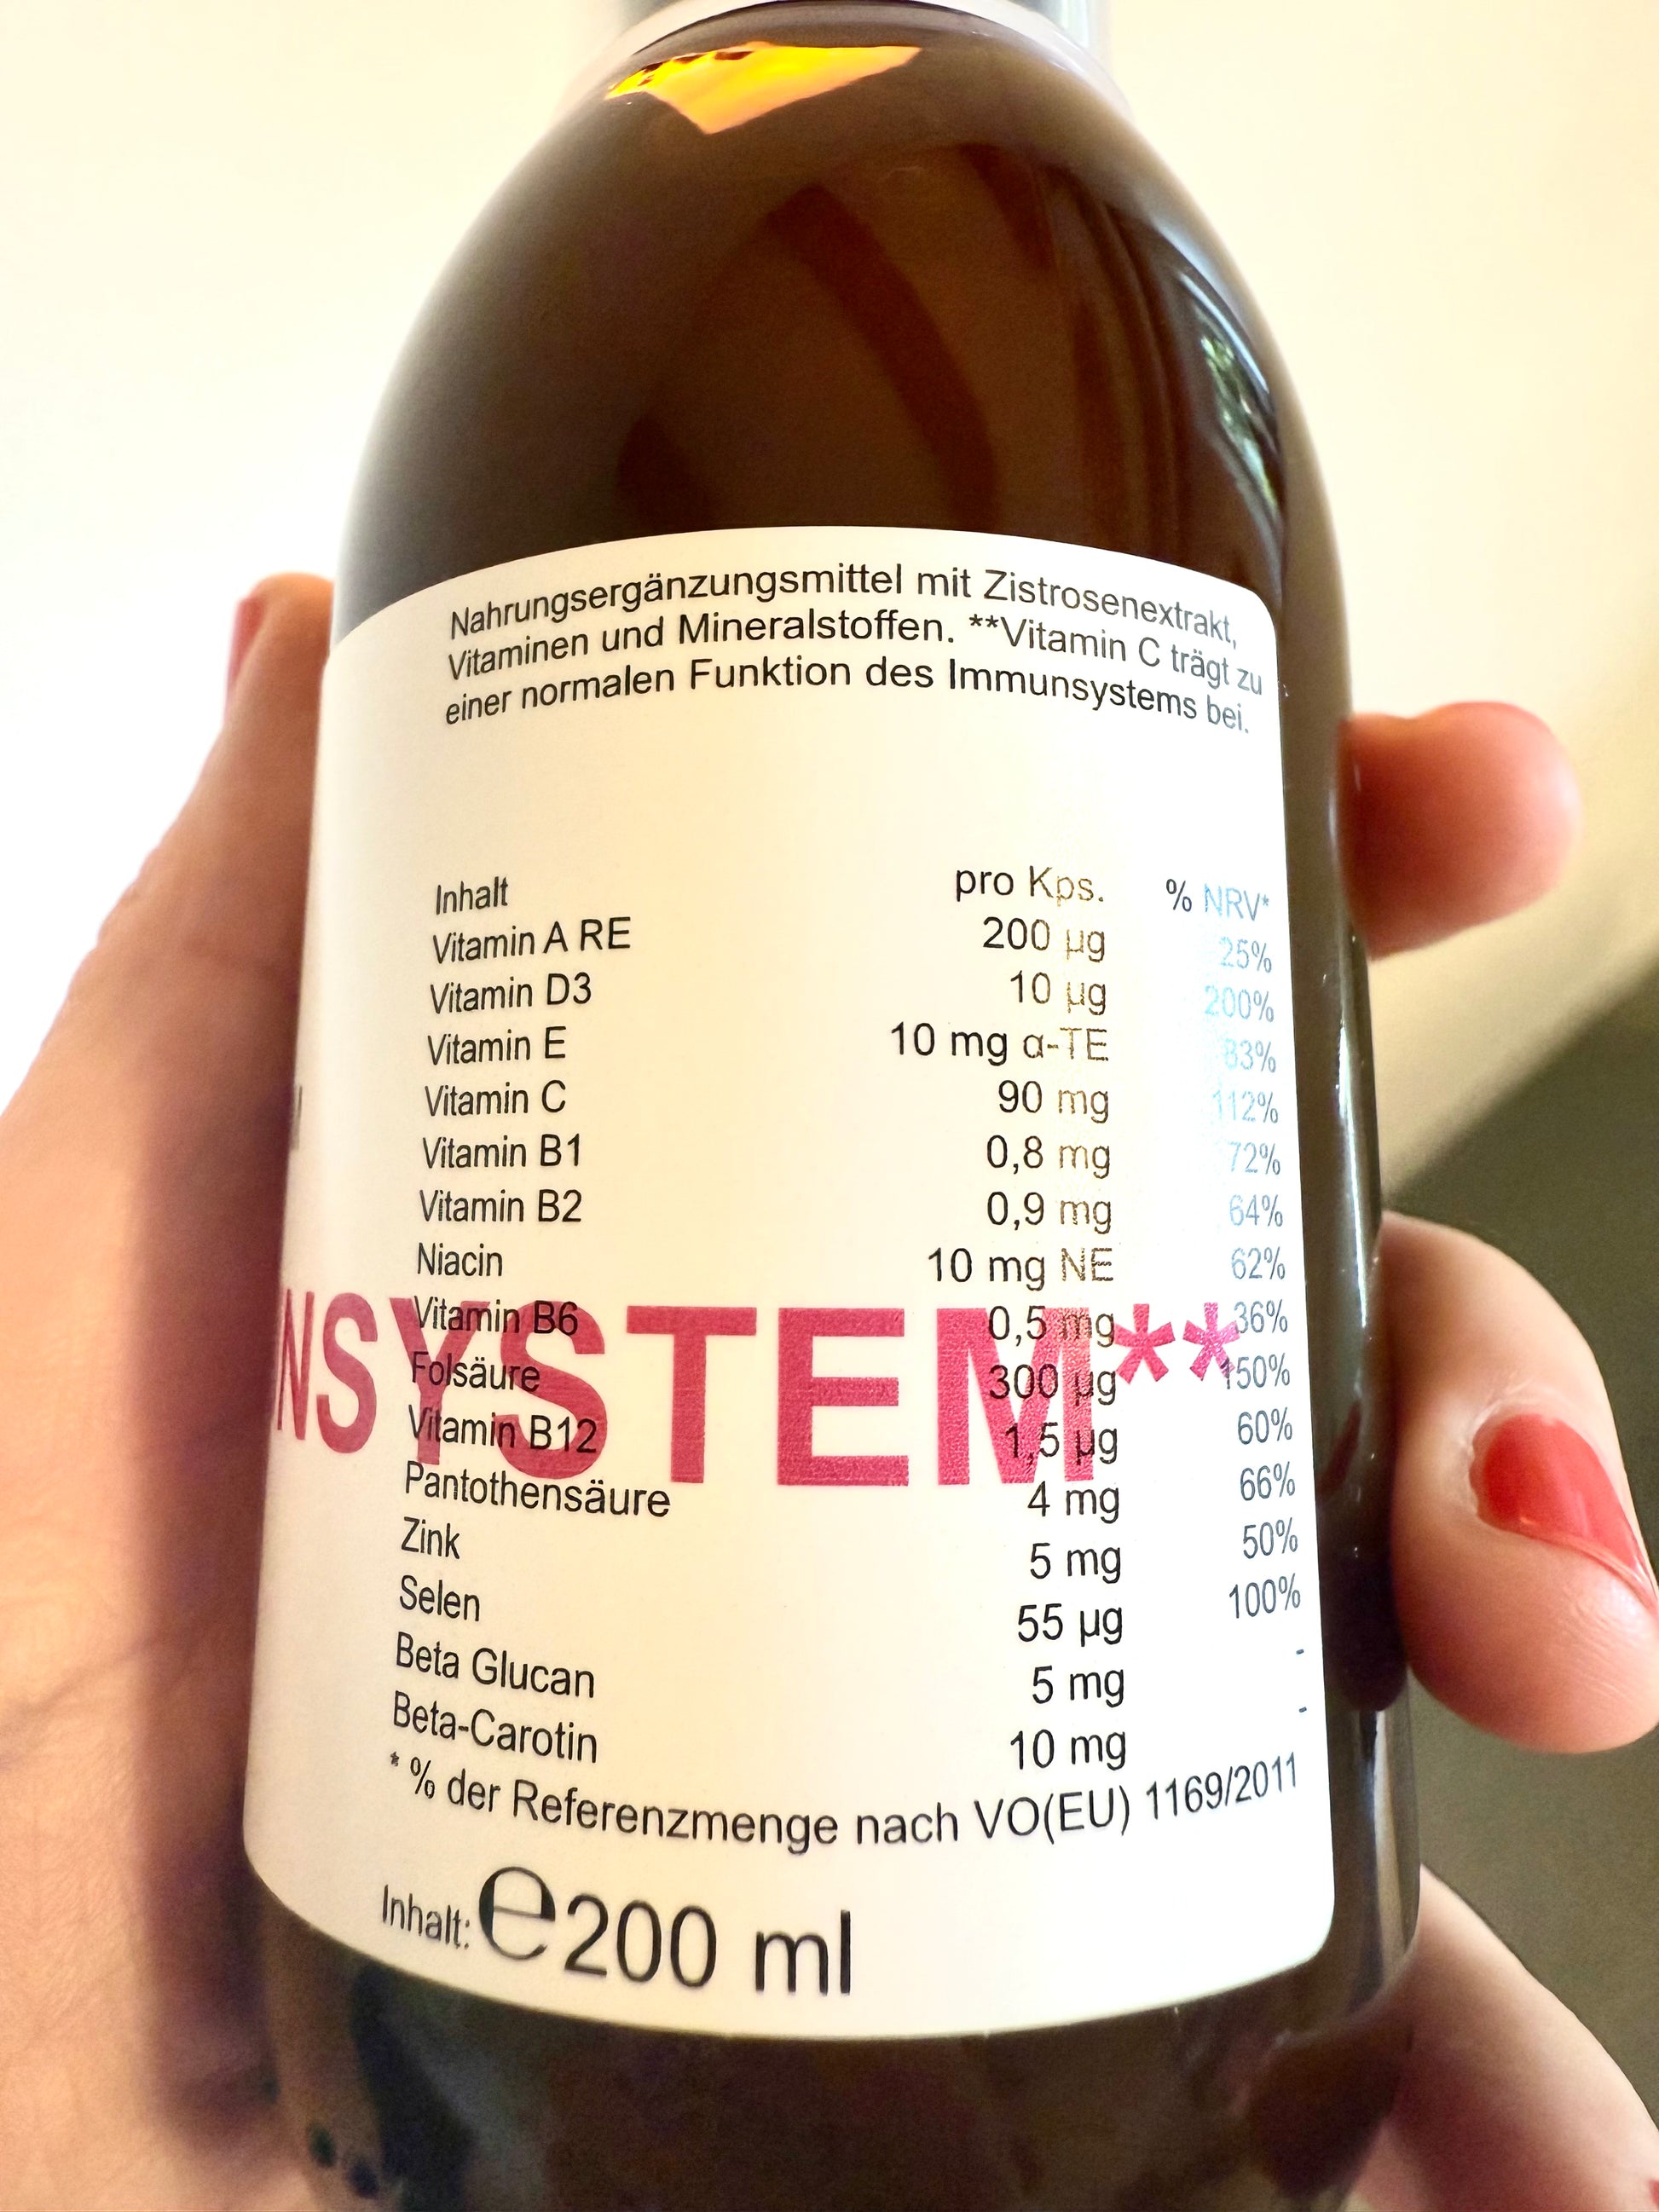 Nahrungsergänzungsmittel mit Zistrosenextrakt,
Vitaminen und Mineralstoffen. **Vitamin C trägt zu
einer normalen Funktion des Immunsystems bei.
Inhalt pro Kps. % NRV*
Vitamin A RE 200 µg 25%
Vitamin D3 10 µg 200%
Vitamin E 10 mg α-TE 83%
Vitamin C 90 mg 112%
Vitamin B1 0,8 mg 72%
Vitamin B2 0,9 mg 64%
Niacin 10 mg NE 62%
Vitamin B6 0,5 mg 36%
NSYSTEM**
Folsäure 300 µg 150%
Vitamin B12 1,5 µg 60%
Pantothensäure 4 mg 66%
Zink 5 mg 50%
Selen 55 µg 100%
Beta Glucan 5 mg -
Beta-Carotin 10 mg -
* % der Referenzmenge nach VO(EU) 1169/2011
Inhalt: ℮200 ml